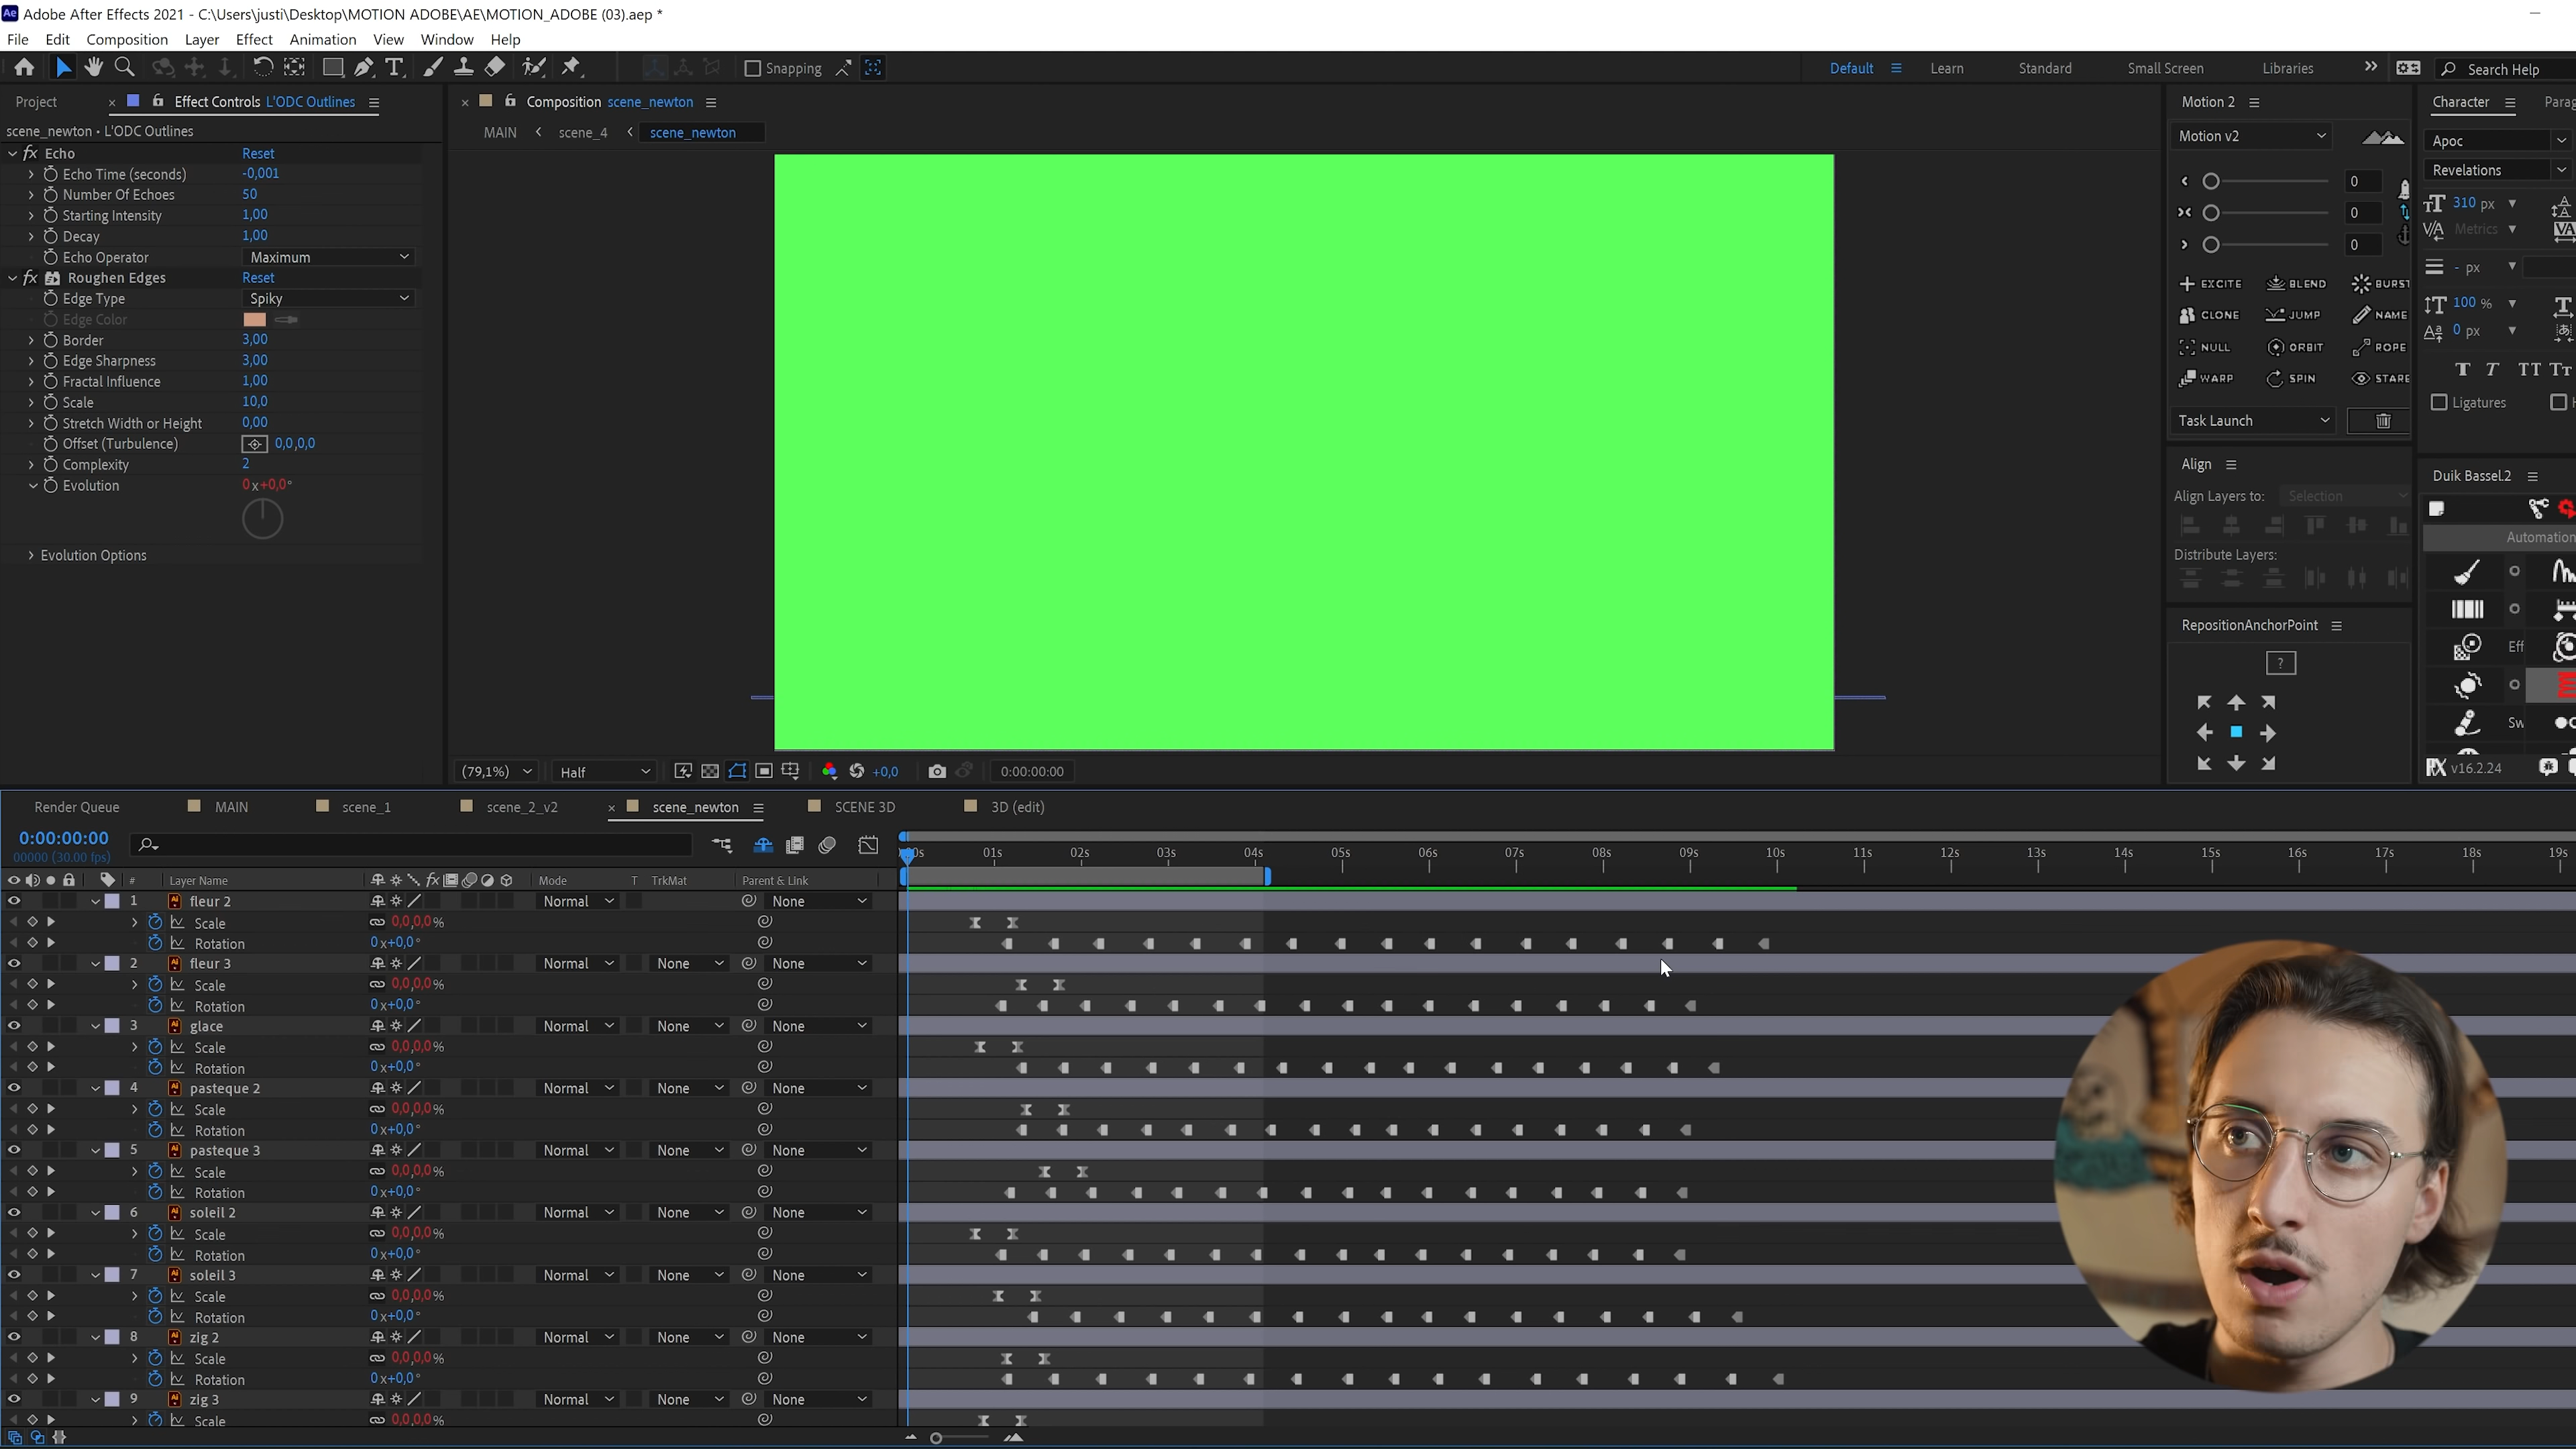 Adobe After Effects 2021 - C:\Users\justi\Desktop\MOTION ADOBE\AE\MOTION_ADOBE (03).aep *
File Edit Composition Layer Effect Animation View Window Help
Snapping Default Learn Standard Small Screen Libraries Search Help
Project Effect Controls L'ODC Outlines
scene_newton • L'ODC Outlines
Echo Reset
Echo Time (seconds) -0,001
Number Of Echoes 50
Starting Intensity 1,00
Decay 1,00
Echo Operator Maximum
Roughen Edges Reset
Edge Type Spiky
Edge Color
Border 3,00
Edge Sharpness 3,00
Fractal Influence 1,00
Scale 10,0
Stretch Width or Height 0,00
Offset (Turbulence) 0,0,0,0
Complexity 2
Evolution 0x+0,0°
Evolution Options
Composition scene_newton
MAIN scene_4 scene_newton
(79,1%) Half +0,0 0:00:00:00
Motion 2
Motion v2
0
0
0
EXCITE BLEND BURST
CLONE JUMP NAME
NULL ORBIT ROPE
WARP SPIN STARE
Task Launch
Align
Align Layers to: Selection
Distribute Layers:
RepositionAnchorPoint
?
Character Parag
Apoc
Revelations
310 px
Metrics
- px
100 %
0 px
T T TT Tt
Ligatures
Duik Bassel.2
Automation
Eff
Sw
v16.2.24
Render Queue MAIN scene_1 scene_2_v2 scene_newton SCENE 3D 3D (edit)
0:00:00:00
00000 (30.00 fps)
01s 02s 03s 04s 05s 06s 07s 08s 09s 10s 11s 12s 13s 14s 15s 16s 17s 18s 19s
# Layer Name Mode T TrkMat Parent & Link
1 fleur 2 Normal None
Scale 0,0,0,0%
Rotation 0x+0,0°
2 fleur 3 Normal None None
Scale 0,0,0,0%
Rotation 0x+0,0°
3 glace Normal None None
Scale 0,0,0,0%
Rotation 0x+0,0°
4 pasteque 2 Normal None None
Scale 0,0,0,0%
Rotation 0x+0,0°
5 pasteque 3 Normal None None
Scale 0,0,0,0%
Rotation 0x+0,0°
6 soleil 2 Normal None None
Scale 0,0,0,0%
Rotation 0x+0,0°
7 soleil 3 Normal None None
Scale 0,0,0,0%
Rotation 0x+0,0°
8 zig 2 Normal None None
Scale 0,0,0,0%
Rotation 0x+0,0°
9 zig 3 Normal None None
Scale 0,0,0,0%